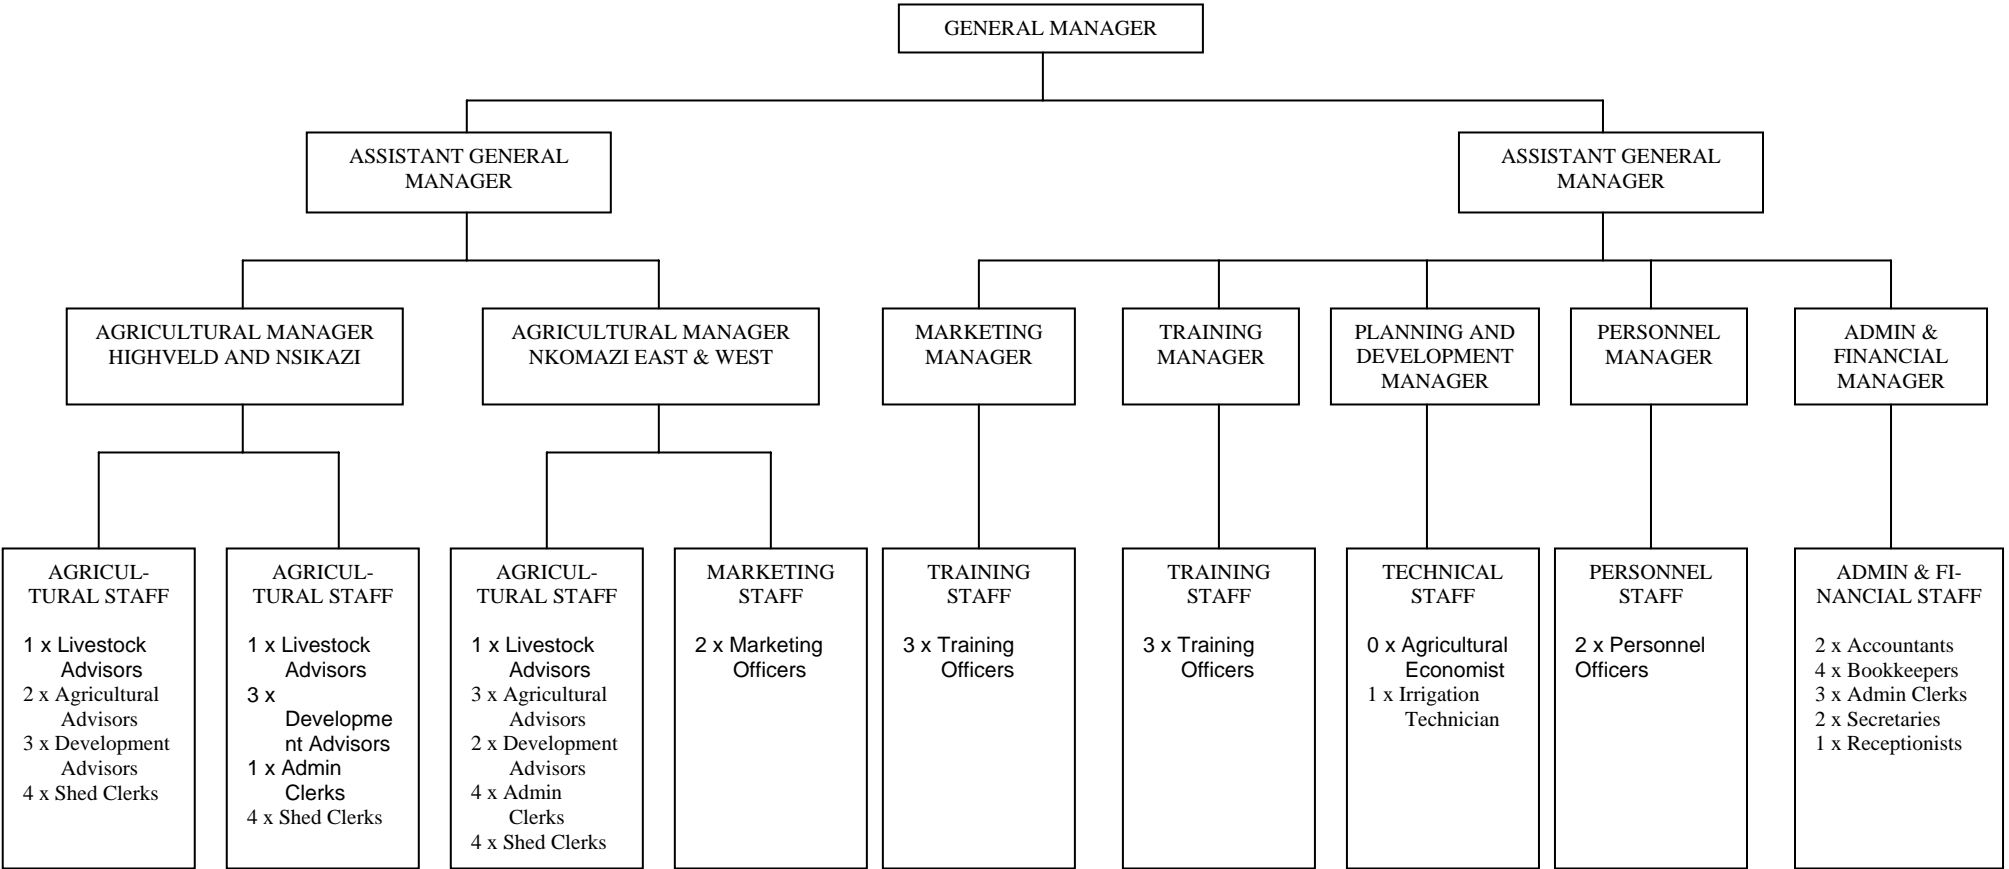 GENERAL MANAGER
ASSISTANT GENERAL
MANAGER
ASSISTANT GENERAL
MANAGER
AGRICULTURAL MANAGER
HIGHVELD AND NSIKAZI
AGRICULTURAL MANAGER
NKOMAZI EAST & WEST
MARKETING
MANAGER
TRAINING
MANAGER
PLANNING AND
DEVELOPMENT
MANAGER
PERSONNEL
MANAGER
ADMIN &
FINANCIAL
MANAGER
AGRICUL-
TURAL STAFF
1 x Livestock
Advisors
2 x Agricultural
Advisors
3 x Development
Advisors
4 x Shed Clerks
AGRICUL-
TURAL STAFF
1 x Livestock
Advisors
3 x
Developme
nt Advisors
1 x Admin
Clerks
4 x Shed Clerks
AGRICUL-
TURAL STAFF
1 x Livestock
Advisors
3 x Agricultural
Advisors
2 x Development
Advisors
4 x Admin
Clerks
4 x Shed Clerks
MARKETING
STAFF
2 x Marketing
Officers
TRAINING
STAFF
3 x Training
Officers
TRAINING
STAFF
3 x Training
Officers
TECHNICAL
STAFF
0 x Agricultural
Economist
1 x Irrigation
Technician
PERSONNEL
STAFF
2 x Personnel
Officers
ADMIN & FI-
NANCIAL STAFF
2 x Accountants
4 x Bookkeepers
3 x Admin Clerks
2 x Secretaries
1 x Receptionists